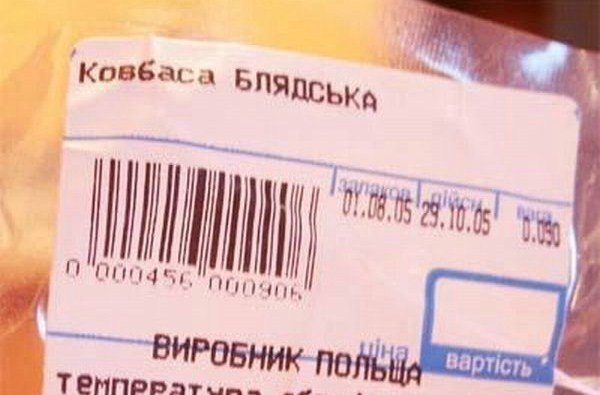 Ковбаса БЛЯДСЬКА
запаков дійсн вага
01.08.05 29.10.05 0.090
0 000456 000906
ціна вартість
ВИРОБНИК ПОЛЬЩА
температура